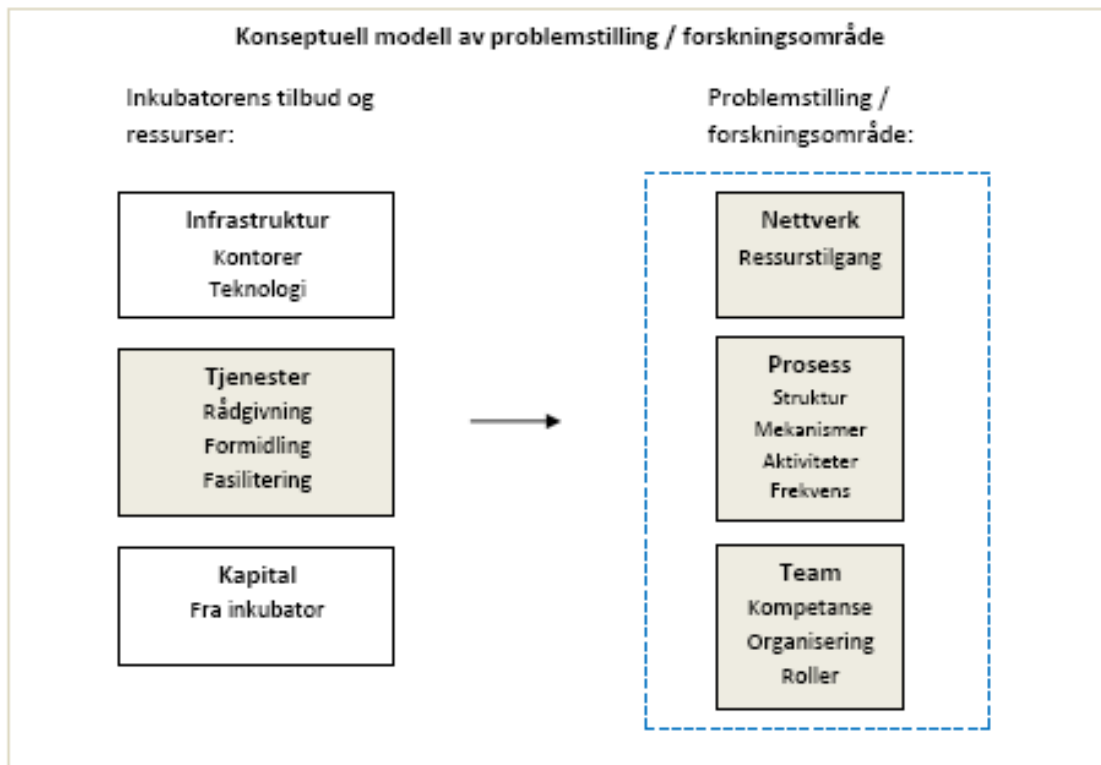 Konseptuell modell av problemstilling / forskningsområde
Inkubatorens tilbud og
ressurser:
Infrastruktur
Kontorer
Teknologi
Tjenester
Rådgivning
Formidling
Fasilitering
Kapital
Fra inkubator
Problemstilling /
forskningsområde:
Nettverk
Ressurstilgang
Prosess
Struktur
Mekanismer
Aktiviteter
Frekvens
Team
Kompetanse
Organisering
Roller